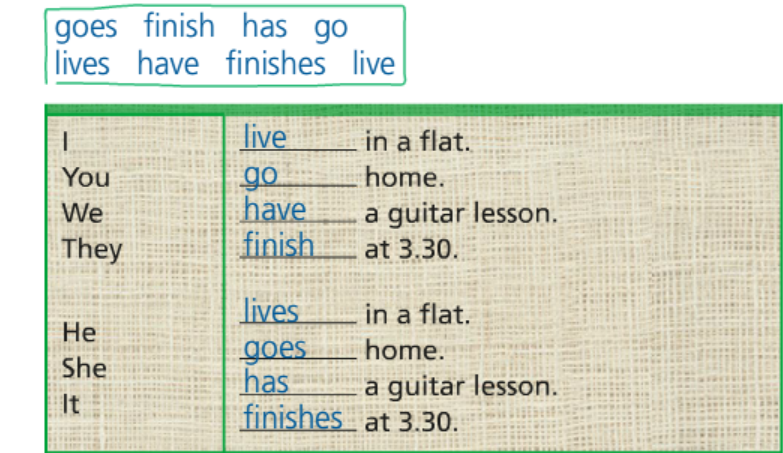 goes finish has go
lives have finishes live
I
You
We
They
live in a flat.
go home.
have a guitar lesson.
finish at 3.30.
He
She
It
lives in a flat.
goes home.
has a guitar lesson.
finishes at 3.30.